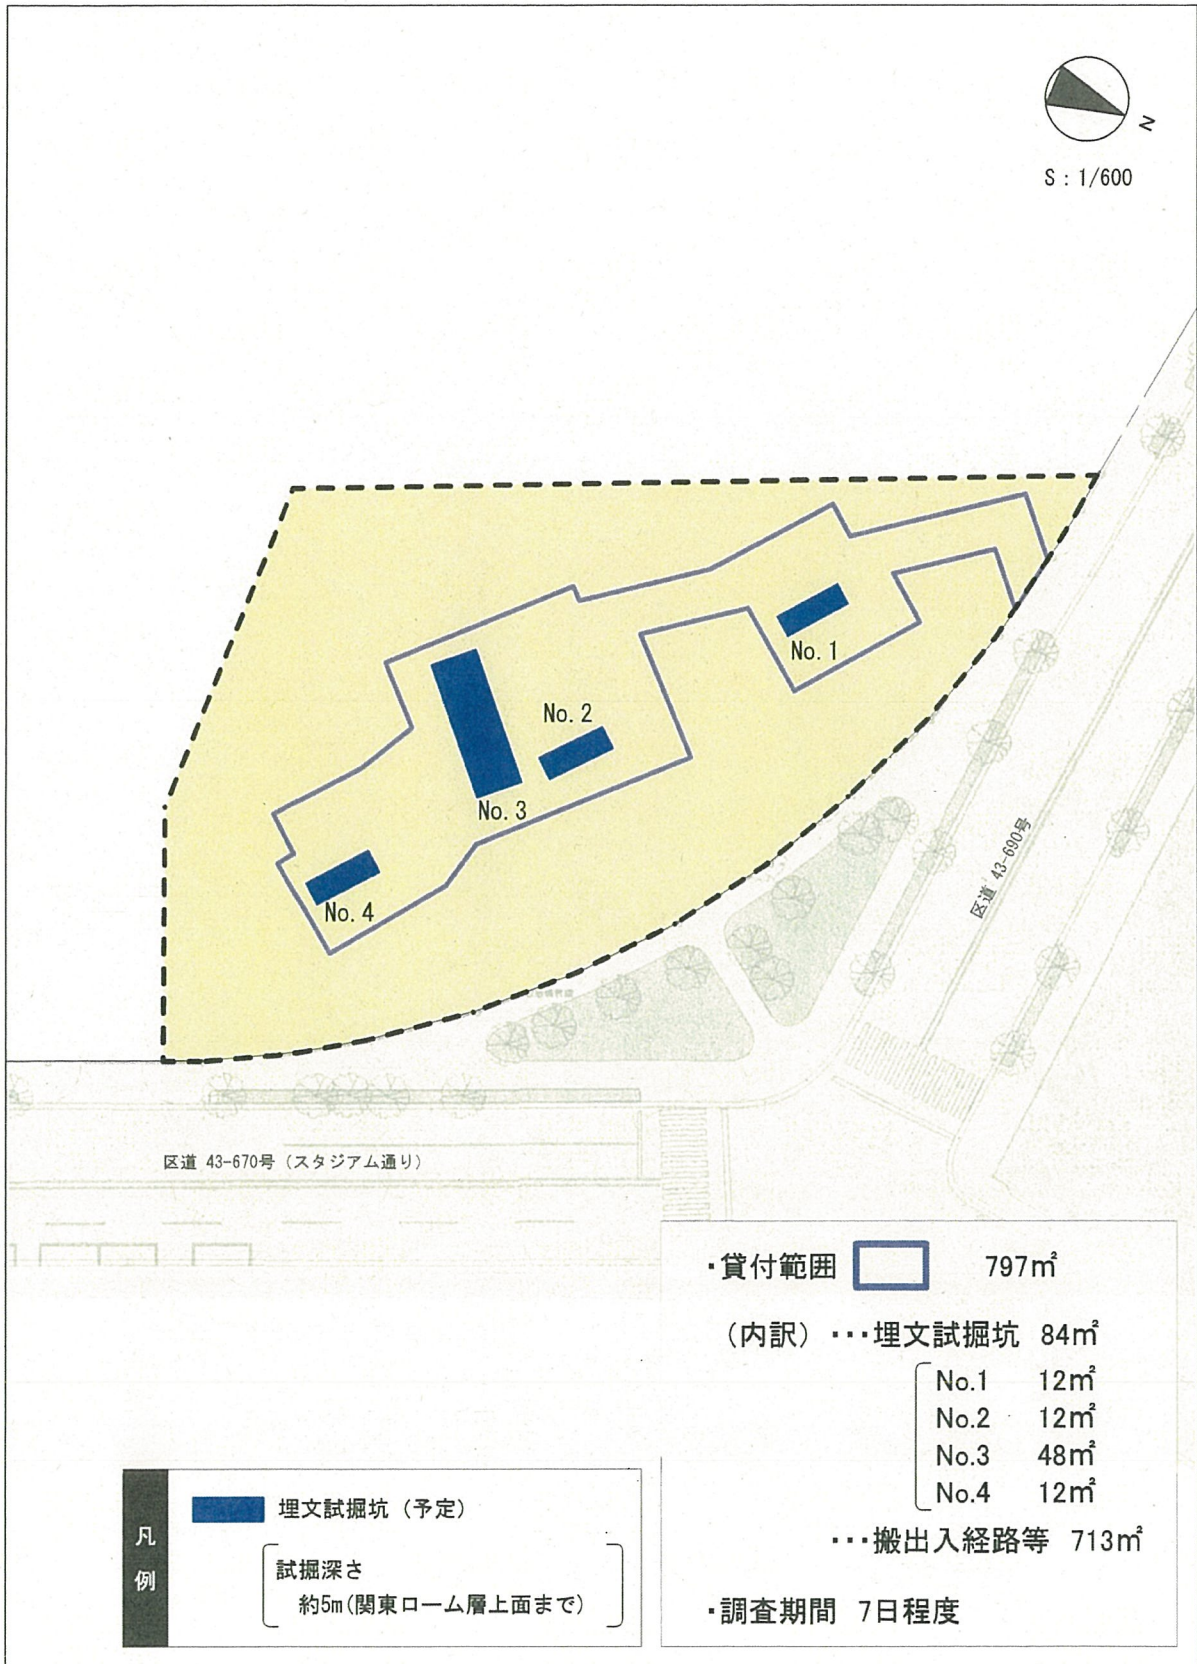 N
S：1/600
No. 1
No. 2
No. 3
No. 4
区道 43-690号
区道 43-670号（スタジアム通り）
・貸付範囲　797㎡
（内訳）・・・埋文試掘坑　84㎡
No.1　12㎡
No.2　12㎡
No.3　48㎡
No.4　12㎡
・・・搬出入経路等　713㎡
・調査期間　7日程度
凡例
埋文試掘坑（予定）
試掘深さ
約5m(関東ローム層上面まで)